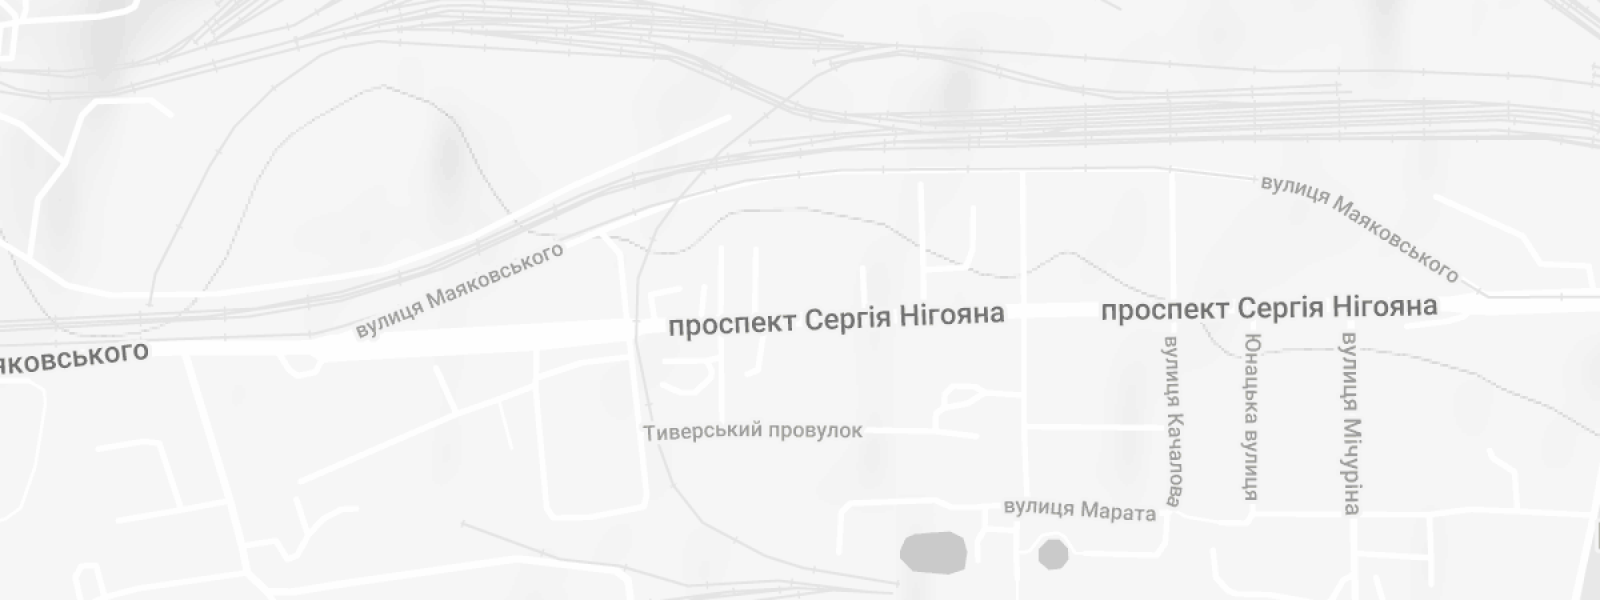 вулиця Маяковського
вулиця Маяковського
проспект Сергія Нігояна
проспект Сергія Нігояна
яковського
вулиця Качалова
Юнацька вулиця
вулиця Мічуріна
Тиверський провулок
вулиця Марата